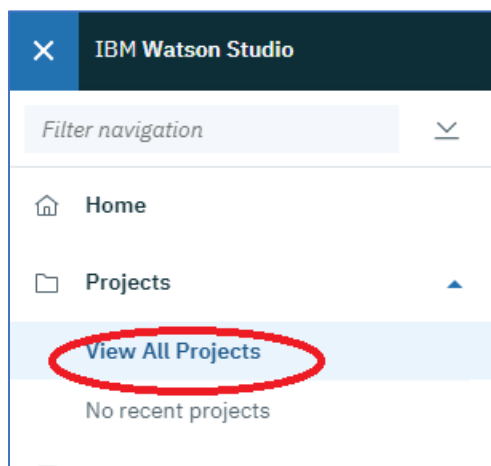 IBM Watson Studio
Filter navigation
Home
Projects
View All Projects
No recent projects